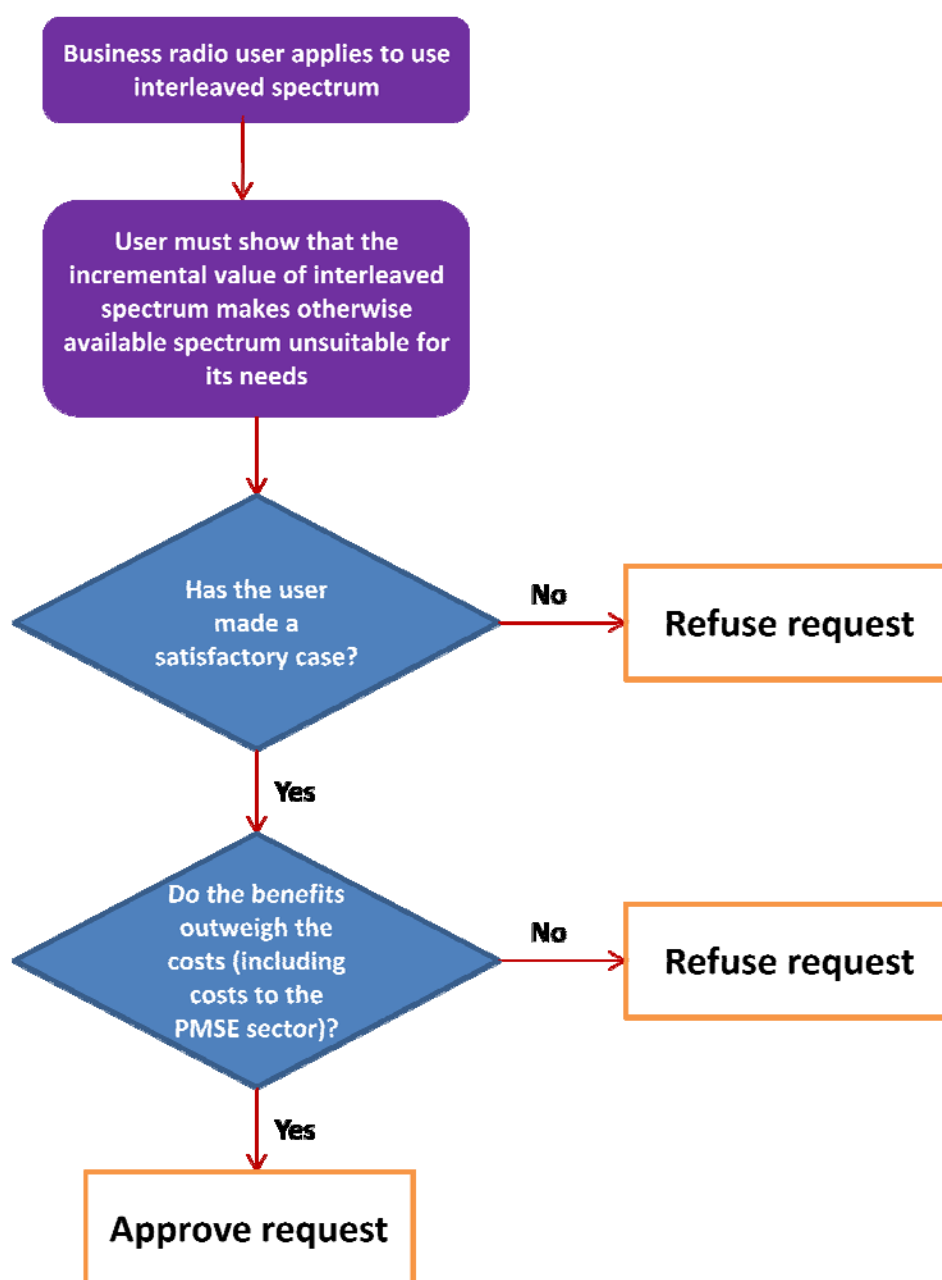 Business radio user applies to use
interleaved spectrum
User must show that the
incremental value of interleaved
spectrum makes otherwise
available spectrum unsuitable for
its needs
Has the user
made a
satisfactory case?
No
Refuse request
Yes
Do the benefits
outweigh the
costs (including
costs to the
PMSE sector)?
No
Refuse request
Yes
Approve request